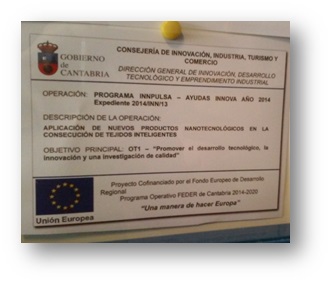 GOBIERNO
de
CANTABRIA
CONSEJERÍA DE INNOVACIÓN, INDUSTRIA, TURISMO Y
COMERCIO
DIRECCIÓN GENERAL DE INNOVACIÓN, DESARROLLO
TECNOLÓGICO Y EMPRENDIMIENTO INDUSTRIAL
OPERACIÓN: PROGRAMA INNPULSA – AYUDAS INNOVA AÑO 2014
Expediente 2014/INN/13
DESCRIPCIÓN DE LA OPERACIÓN:
APLICACIÓN DE NUEVOS PRODUCTOS NANOTECNOLÓGICOS EN LA
CONSECUCIÓN DE TEJIDOS INTELIGENTES
OBJETIVO PRINCIPAL: OT1 – "Promover el desarrollo tecnológico, la
innovación y una investigación de calidad"
Unión Europea
Proyecto Cofinanciado por el Fondo Europeo de Desarrollo
Regional
Programa Operativo FEDER de Cantabria 2014-2020
"Una manera de hacer Europa"